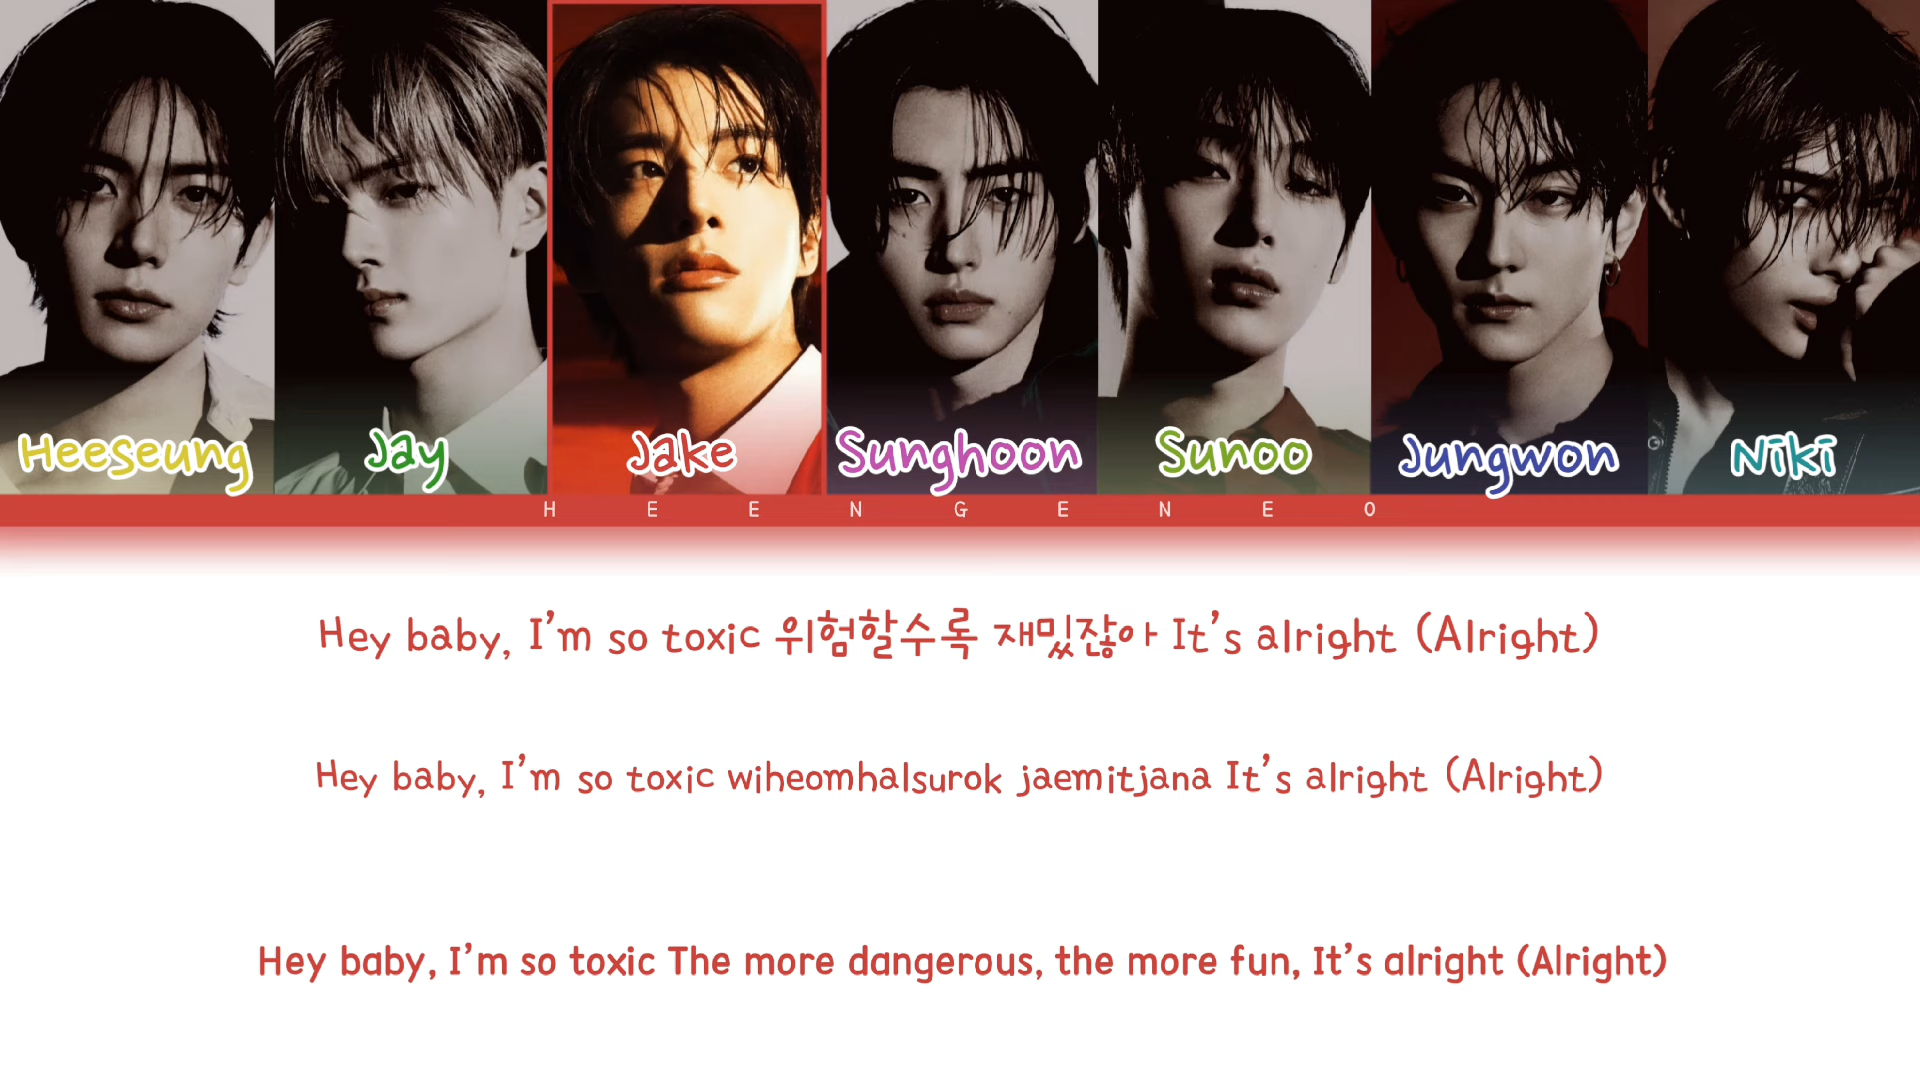 Heeseung Jay Jake Sunghoon Sunoo Jungwon Niki
HEENGENEO
Hey baby, I'm so toxic 위험할수록 재밌잖아 It's alright (Alright)
Hey baby, I'm so toxic wiheomhalsurok jaemitjana It's alright (Alright)
Hey baby, I'm so toxic The more dangerous, the more fun, It's alright (Alright)